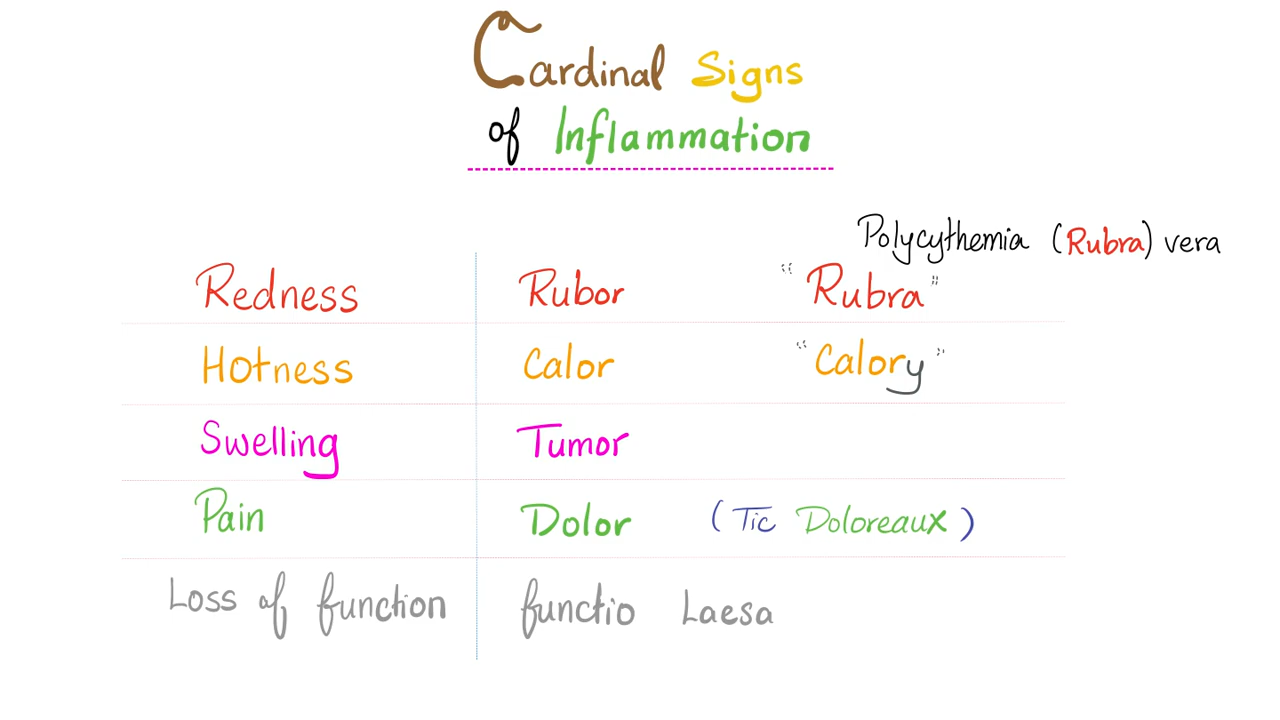 Cardinal Signs
of Inflammation
Polycythemia (Rubra) vera
Redness Rubor "Rubra"
Hotness Calor "Calory"
Swelling Tumor
Pain Dolor (Tic Doloreaux)
Loss of function functio Laesa